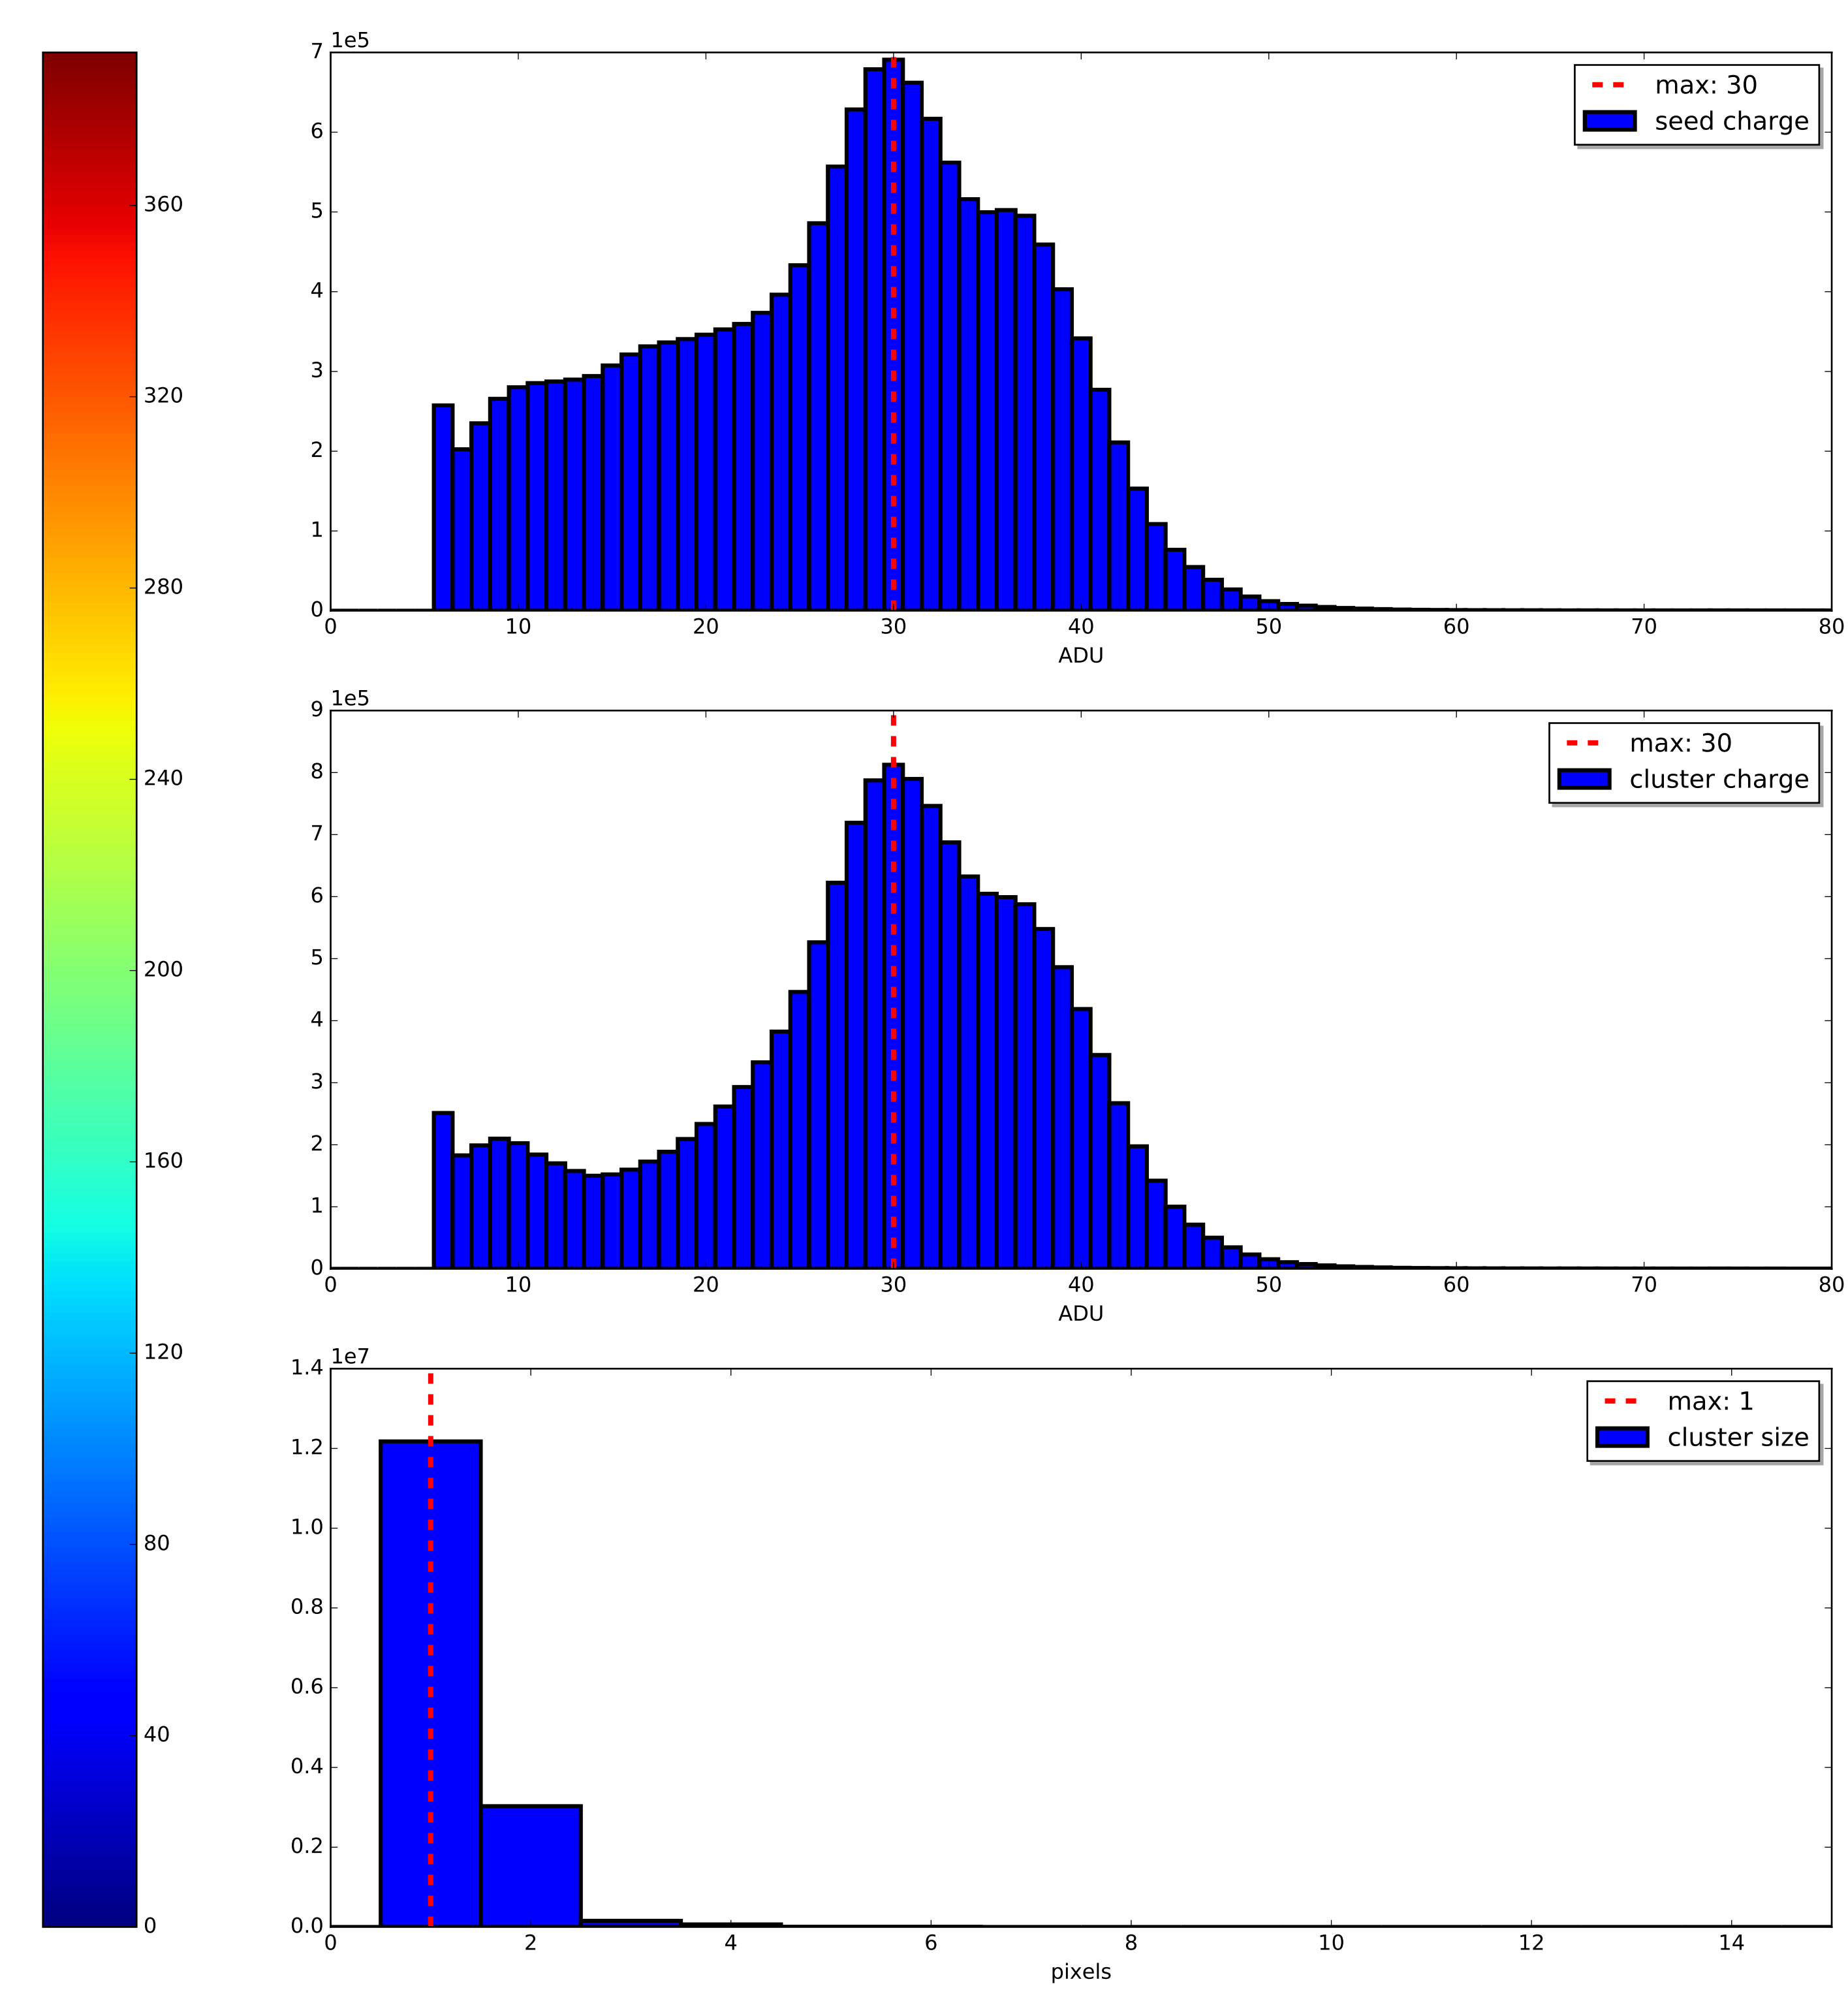 360
320
280
240
200
160
120
80
40
0
1e5
7
6
5
4
3
2
1
0
max: 30
seed charge
0 10 20 30 40 50 60 70 80
ADU
1e5
9
8
7
6
5
4
3
2
1
0
max: 30
cluster charge
0 10 20 30 40 50 60 70 80
ADU
1e7
1.4
1.2
1.0
0.8
0.6
0.4
0.2
0.0
max: 1
cluster size
0 2 4 6 8 10 12 14
pixels